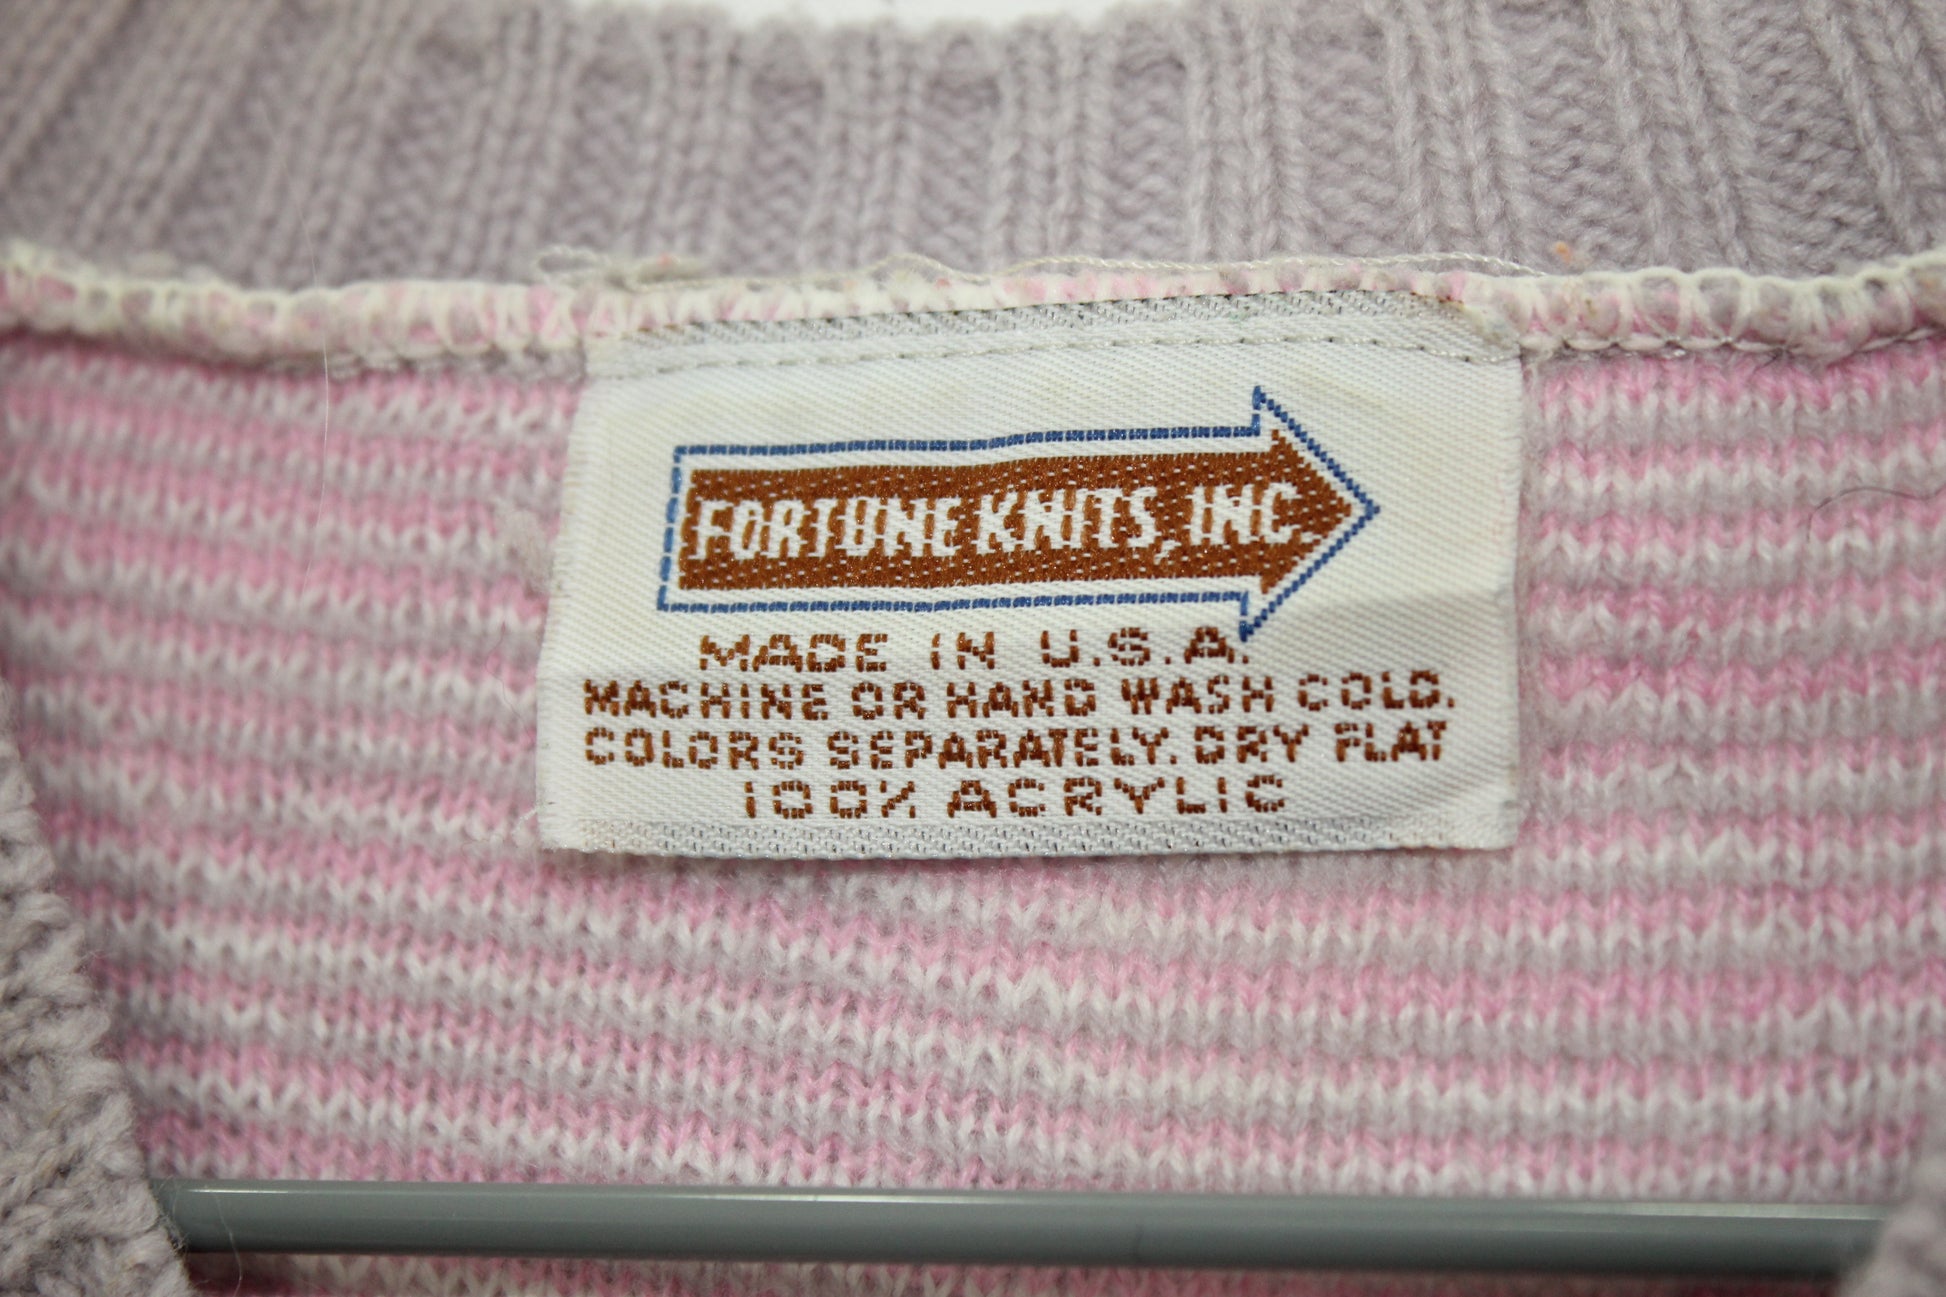 FORTUNE KNITS, INC.
MADE IN U.S.A.
MACHINE OR HAND WASH COLD.
COLORS SEPARATELY. DRY FLAT
100% ACRYLIC